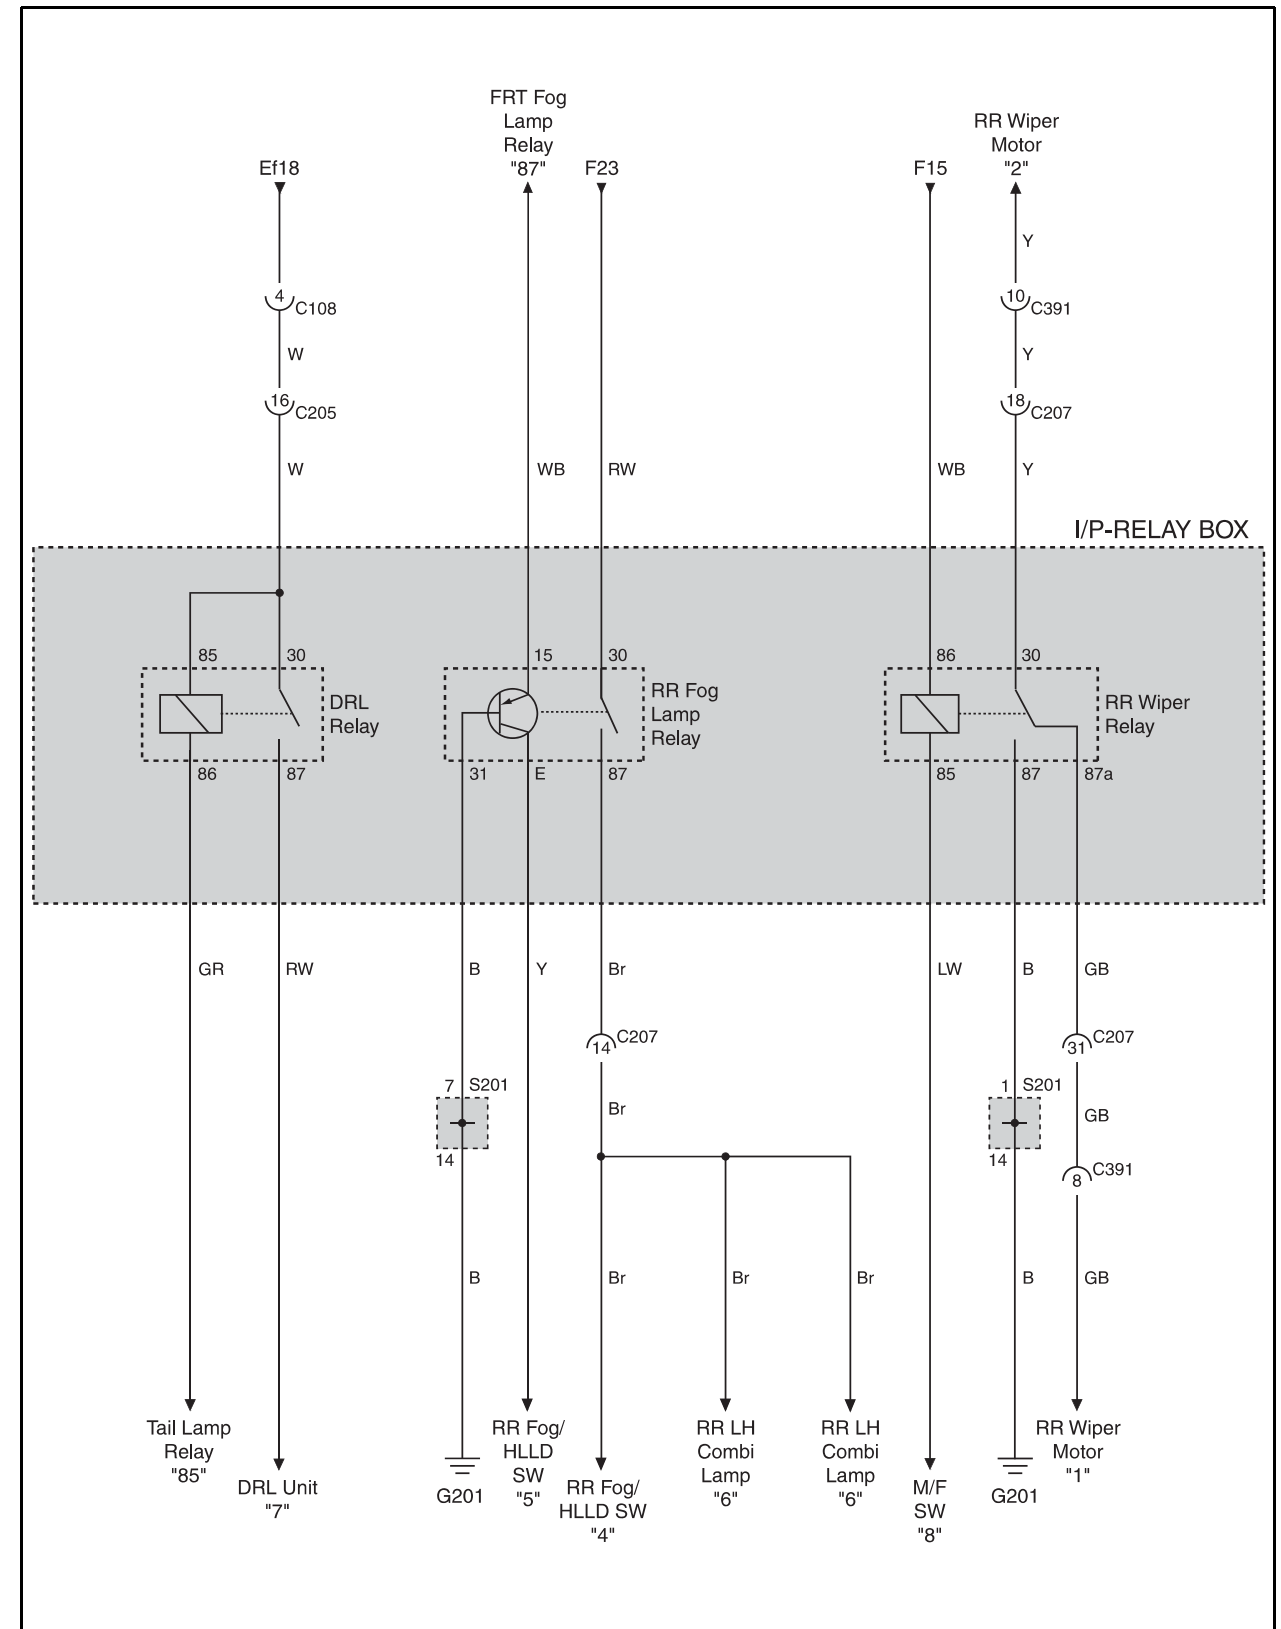 FRT Fog
Lamp
Relay
"87"
RR Wiper
Motor
"2"
Ef18
F23
F15
Y
4
C108
10
C391
W
Y
16
C205
18
C207
W
WB
RW
WB
Y
I/P-RELAY BOX
85
30
15
30
86
30
DRL
Relay
RR Fog
Lamp
Relay
RR Wiper
Relay
86
87
31
E
87
85
87
87a
GR
RW
B
Y
Br
LW
B
GB
14
C207
31
C207
7
S201
1
S201
Br
GB
14
14
8
C391
B
Br
Br
Br
B
GB
Tail Lamp
Relay
"85"
DRL Unit
"7"
G201
RR Fog/
HLLD
SW
"5"
RR Fog/
HLLD SW
"4"
RR LH
Combi
Lamp
"6"
RR LH
Combi
Lamp
"6"
M/F
SW
"8"
G201
RR Wiper
Motor
"1"